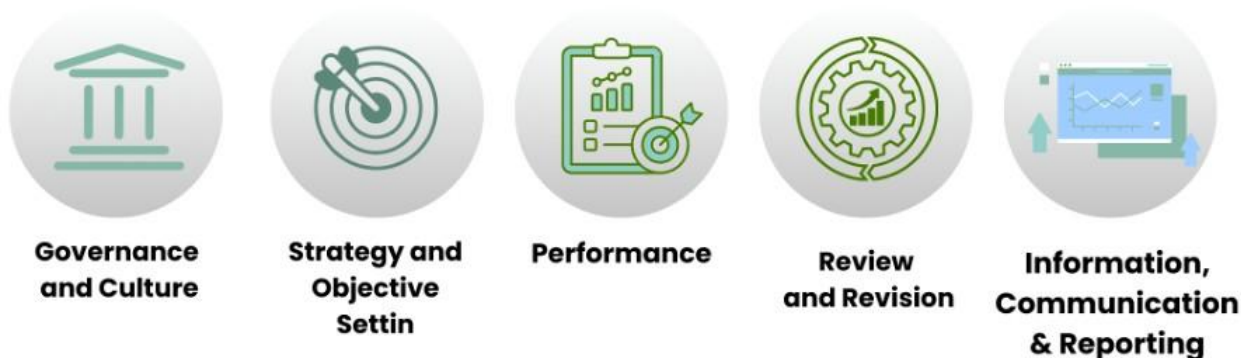 Governance
and Culture
Strategy and
Objective
Settin
Performance
Review
and Revision
Information,
Communication
& Reporting